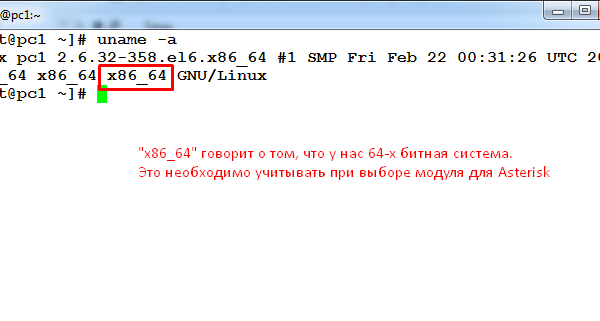 @pc1:~
t@pc1 ~]# uname -a
x pc1 2.6.32-358.el6.x86_64 #1 SMP Fri Feb 22 00:31:26 UTC 20
_64 x86_64 x86_64 GNU/Linux
t@pc1 ~]#
"x86_64" говорит о том, что у нас 64-х битная система.
Это необходимо учитывать при выборе модуля для Asterisk